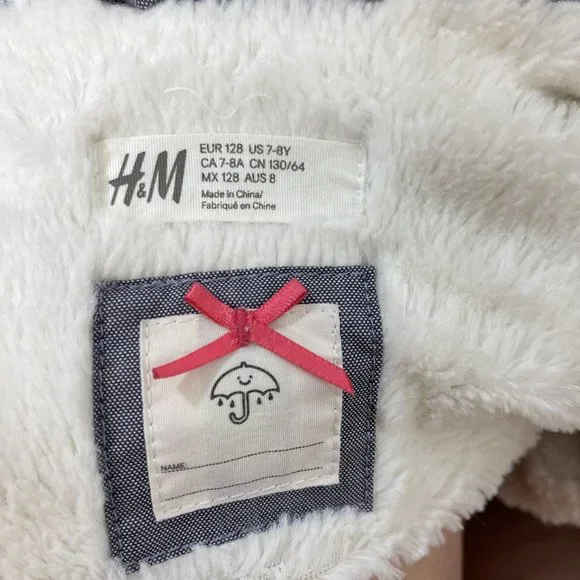 H&M
EUR 128 US 7-8Y
CA 7-8A CN 130/64
MX 128 AUS 8
Made in China/
Fabriqué en Chine
NAME: